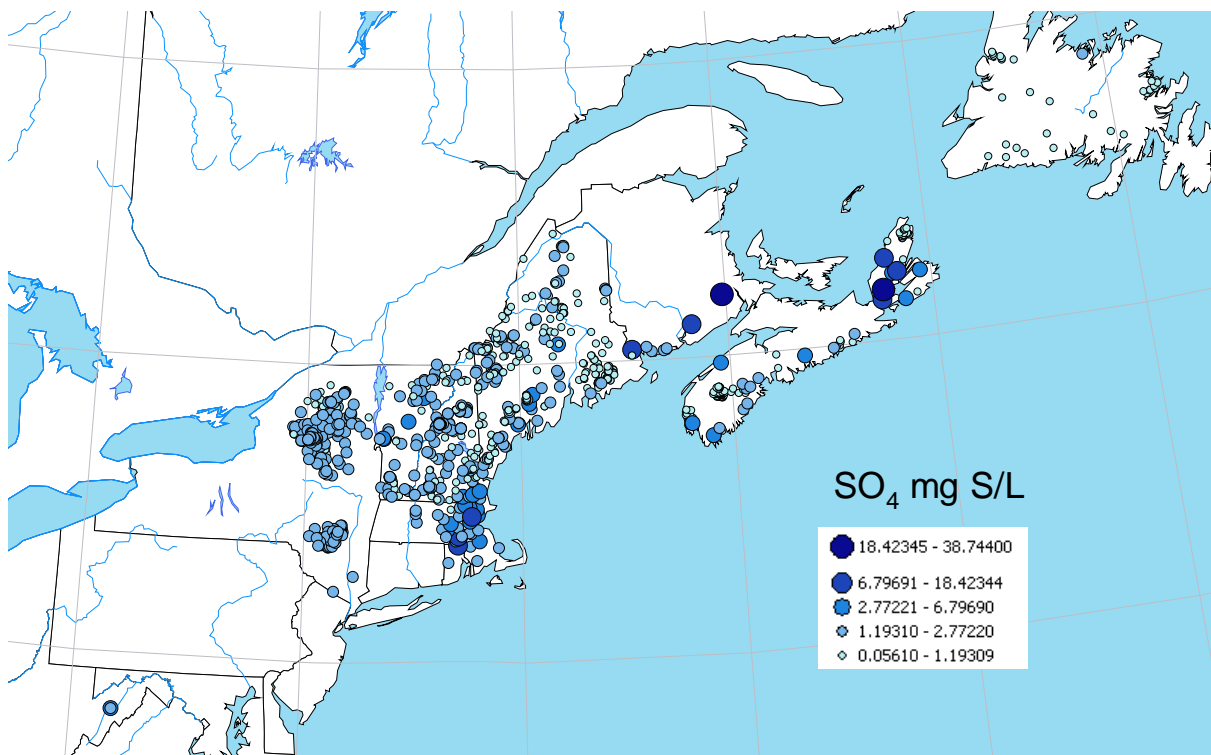 SO₄ mg S/L
18.42345 - 38.74400
6.79691 - 18.42344
2.77221 - 6.79690
1.19310 - 2.77220
0.05610 - 1.19309